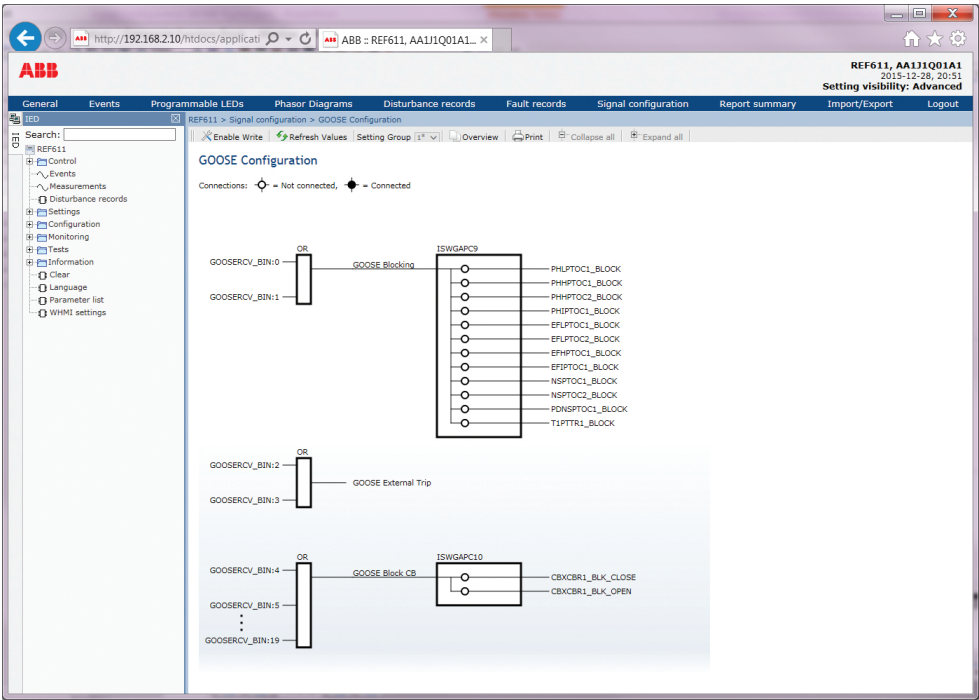 http://192.168.2.10/htdocs/applicati
ABB :: REF611, AA1J1Q01A1...
ABB
REF611, AA1J1Q01A1
2015-12-28, 20:51
Setting visibility: Advanced
General Events Programmable LEDs Phasor Diagrams Disturbance records Fault records Signal configuration Report summary Import/Export Logout
IED
REF611 > Signal configuration > GOOSE Configuration
IED
Search:
Enable Write Refresh Values Setting Group 1* Overview Print Collapse all Expand all
REF611
Control
Events
Measurements
Disturbance records
Settings
Configuration
Monitoring
Tests
Information
Clear
Language
Parameter list
WHMI settings
GOOSE Configuration
Connections: = Not connected, = Connected
OR
ISWGAPC9
GOOSERCV_BIN:0
GOOSE Blocking
GOOSERCV_BIN:1
PHLPTOC1_BLOCK
PHHPTOC1_BLOCK
PHHPTOC2_BLOCK
PHIPTOC1_BLOCK
EFLPTOC1_BLOCK
EFLPTOC2_BLOCK
EFHPTOC1_BLOCK
EFIPTOC1_BLOCK
NSPTOC1_BLOCK
NSPTOC2_BLOCK
PDNSPTOC1_BLOCK
T1PTTR1_BLOCK
OR
GOOSERCV_BIN:2
GOOSE External Trip
GOOSERCV_BIN:3
OR
ISWGAPC10
GOOSERCV_BIN:4
GOOSE Block CB
CBXCBR1_BLK_CLOSE
CBXCBR1_BLK_OPEN
GOOSERCV_BIN:5
GOOSERCV_BIN:19